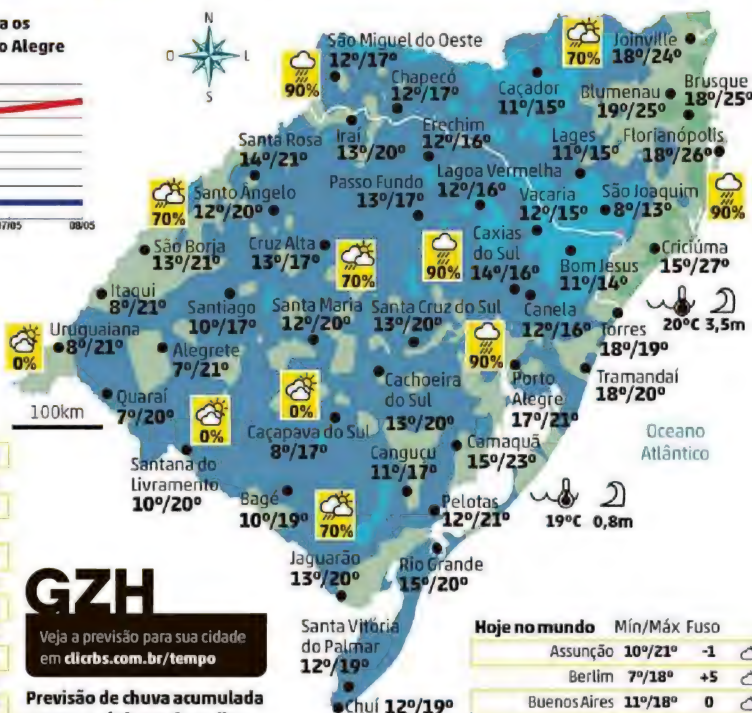 a os
o Alegre
07/05
08/05
N
O
L
S
São Miguel do Oeste
12º/17º
90%
Chapecó
12º/17º
Caçador
11º/15º
70%
Joinville
18º/24º
Blumenau
19º/25º
Brusque
18º/25º
Iraí
13º/20º
Erechim
12º/16º
Lages
11º/15º
Florianópolis
18º/26º
Santa Rosa
14º/21º
Passo Fundo
13º/17º
Lagoa Vermelha
12º/16º
Vacaria
12º/15º
São Joaquim
8º/13º
90%
70%
Santo Ângelo
12º/20º
São Borja
13º/21º
Cruz Alta
13º/17º
70%
90%
Caxias
do Sul
14º/16º
Bom Jesus
11º/14º
Criciúma
15º/27º
Itaqui
8º/21º
Santiago
10º/17º
Santa Maria
12º/20º
Santa Cruz do Sul
13º/20º
Canela
12º/16º
Torres
18º/19º
20ºC 3,5m
0%
Uruguaiana
8º/21º
Alegrete
7º/21º
90%
Porto
Alegre
17º/21º
Tramandaí
18º/20º
Quaraí
7º/20º
100km
0%
0%
Cachoeira
do Sul
13º/20º
Caçapava do Sul
8º/17º
Camaquã
15º/23º
Oceano
Atlântico
Santana do
Livramento
10º/20º
Bagé
10º/19º
70%
Canguçu
11º/17º
Pelotas
12º/21º
19ºC 0,8m
Jaguarão
13º/20º
Rio Grande
15º/20º
Santa Vitória
do Palmar
12º/19º
Chuí 12º/19º
GZH
Veja a previsão para sua cidade
em clicrbs.com.br/tempo
Previsão de chuva acumulada
Hoje no mundo Mín/Máx Fuso
Assunção 10º/21º -1
Berlim 7º/18º +5
Buenos Aires 11º/18º 0